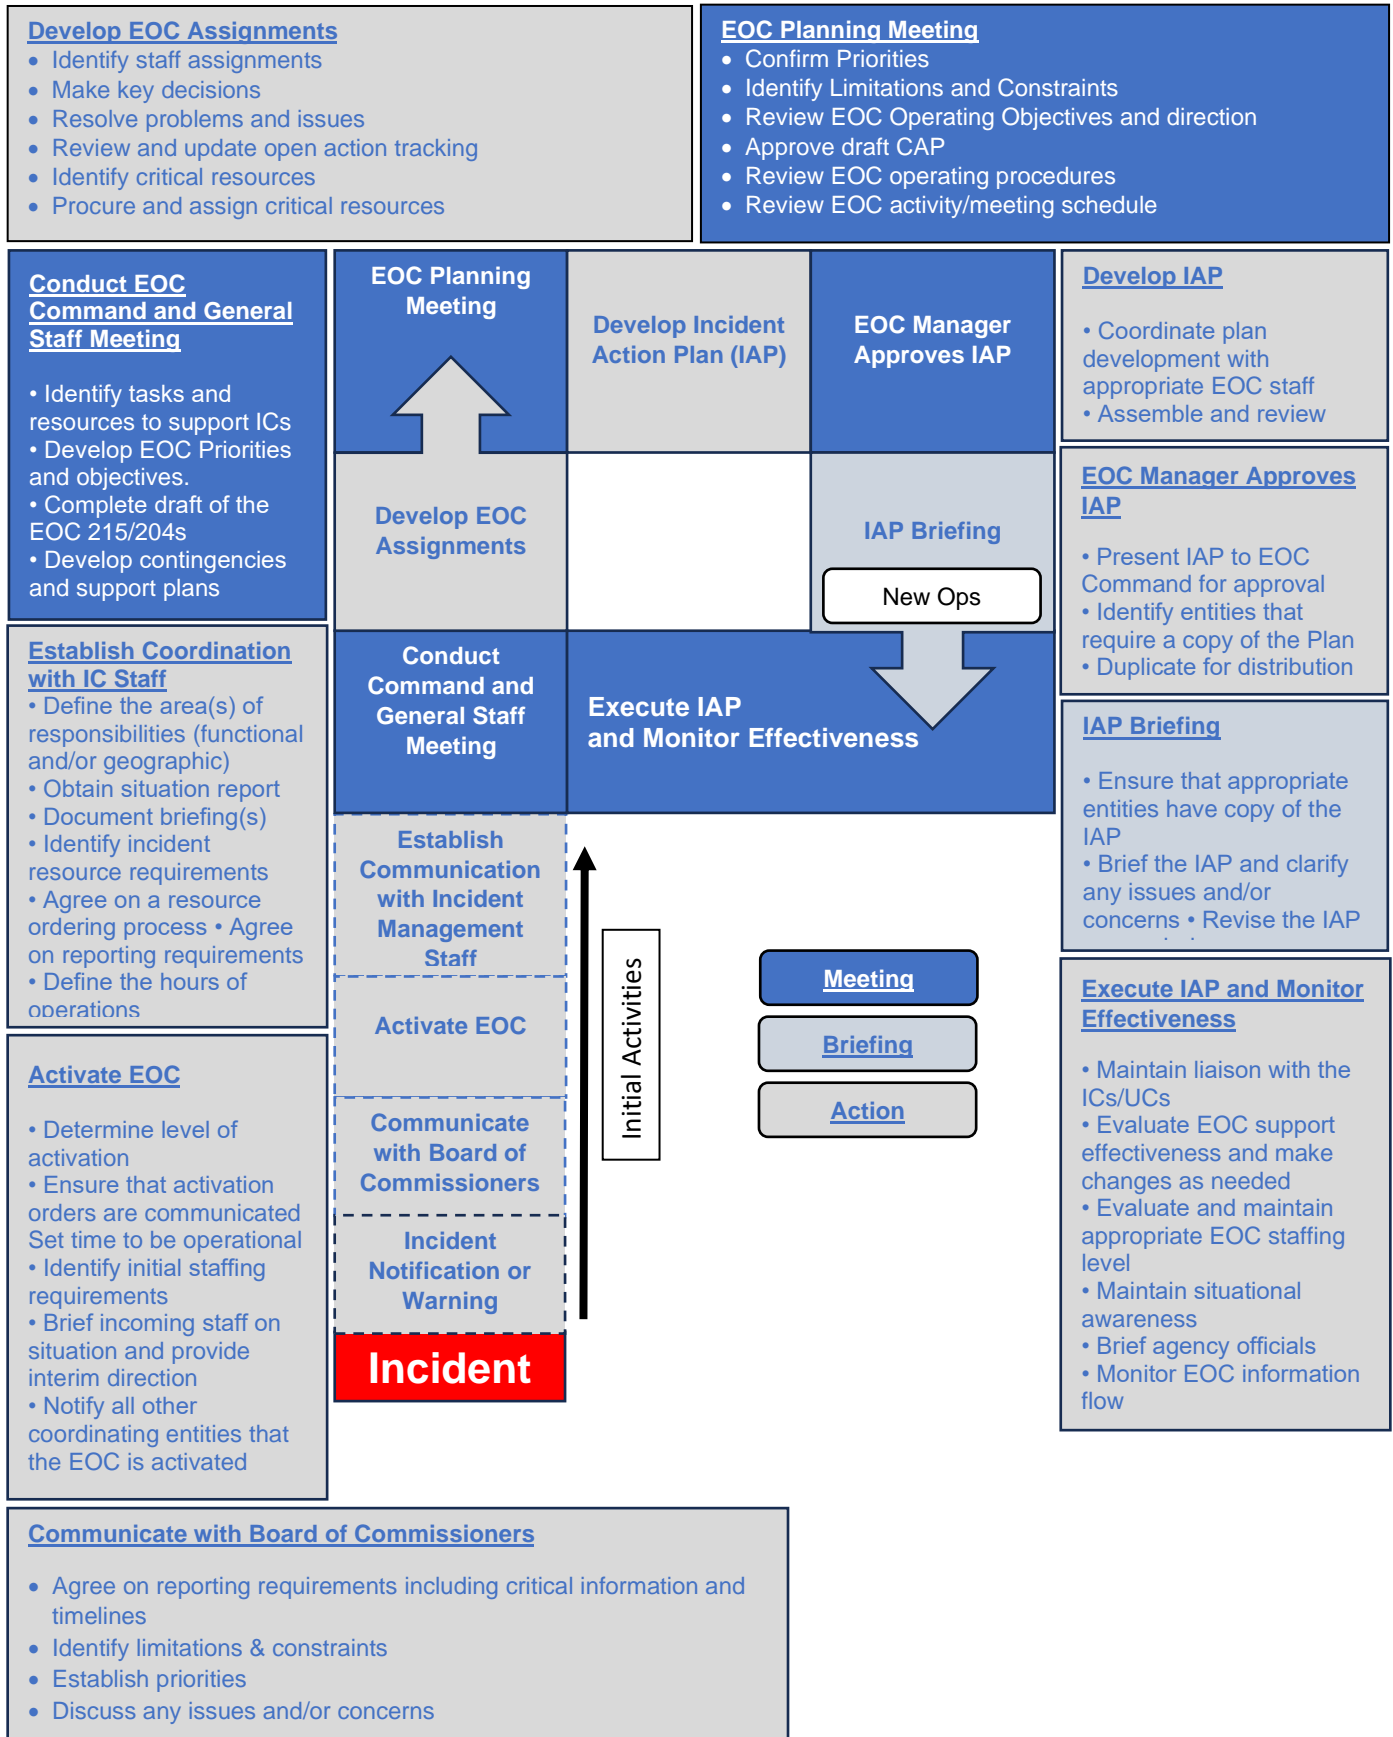 Develop EOC Assignments
• Identify staff assignments
• Make key decisions
• Resolve problems and issues
• Review and update open action tracking
• Identify critical resources
• Procure and assign critical resources
EOC Planning Meeting
• Confirm Priorities
• Identify Limitations and Constraints
• Review EOC Operating Objectives and direction
• Approve draft CAP
• Review EOC operating procedures
• Review EOC activity/meeting schedule
Conduct EOC
Command and General
Staff Meeting
• Identify tasks and
resources to support ICs
• Develop EOC Priorities
and objectives.
• Complete draft of the
EOC 215/204s
• Develop contingencies
and support plans
Establish Coordination
with IC Staff
• Define the area(s) of
responsibilities (functional
and/or geographic)
• Obtain situation report
• Document briefing(s)
• Identify incident
resource requirements
• Agree on a resource
ordering process • Agree
on reporting requirements
• Define the hours of
operations
Activate EOC
• Determine level of
activation
• Ensure that activation
orders are communicated
Set time to be operational
• Identify initial staffing
requirements
• Brief incoming staff on
situation and provide
interim direction
• Notify all other
coordinating entities that
the EOC is activated
EOC Planning
Meeting
Develop Incident
Action Plan (IAP)
EOC Manager
Approves IAP
Develop EOC
Assignments
IAP Briefing
New Ops
Conduct
Command and
General Staff
Meeting
Execute IAP
and Monitor Effectiveness
Establish
Communication
with Incident
Management
Staff
Activate EOC
Communicate
with Board of
Commissioners
Incident
Notification or
Warning
Incident
Initial Activities
Meeting
Briefing
Action
Develop IAP
• Coordinate plan
development with
appropriate EOC staff
• Assemble and review
EOC Manager Approves
IAP
• Present IAP to EOC
Command for approval
• Identify entities that
require a copy of the Plan
• Duplicate for distribution
IAP Briefing
• Ensure that appropriate
entities have copy of the
IAP
• Brief the IAP and clarify
any issues and/or
concerns • Revise the IAP
Execute IAP and Monitor
Effectiveness
• Maintain liaison with the
ICs/UCs
• Evaluate EOC support
effectiveness and make
changes as needed
• Evaluate and maintain
appropriate EOC staffing
level
• Maintain situational
awareness
• Brief agency officials
• Monitor EOC information
flow
Communicate with Board of Commissioners
• Agree on reporting requirements including critical information and
timelines
• Identify limitations & constraints
• Establish priorities
• Discuss any issues and/or concerns